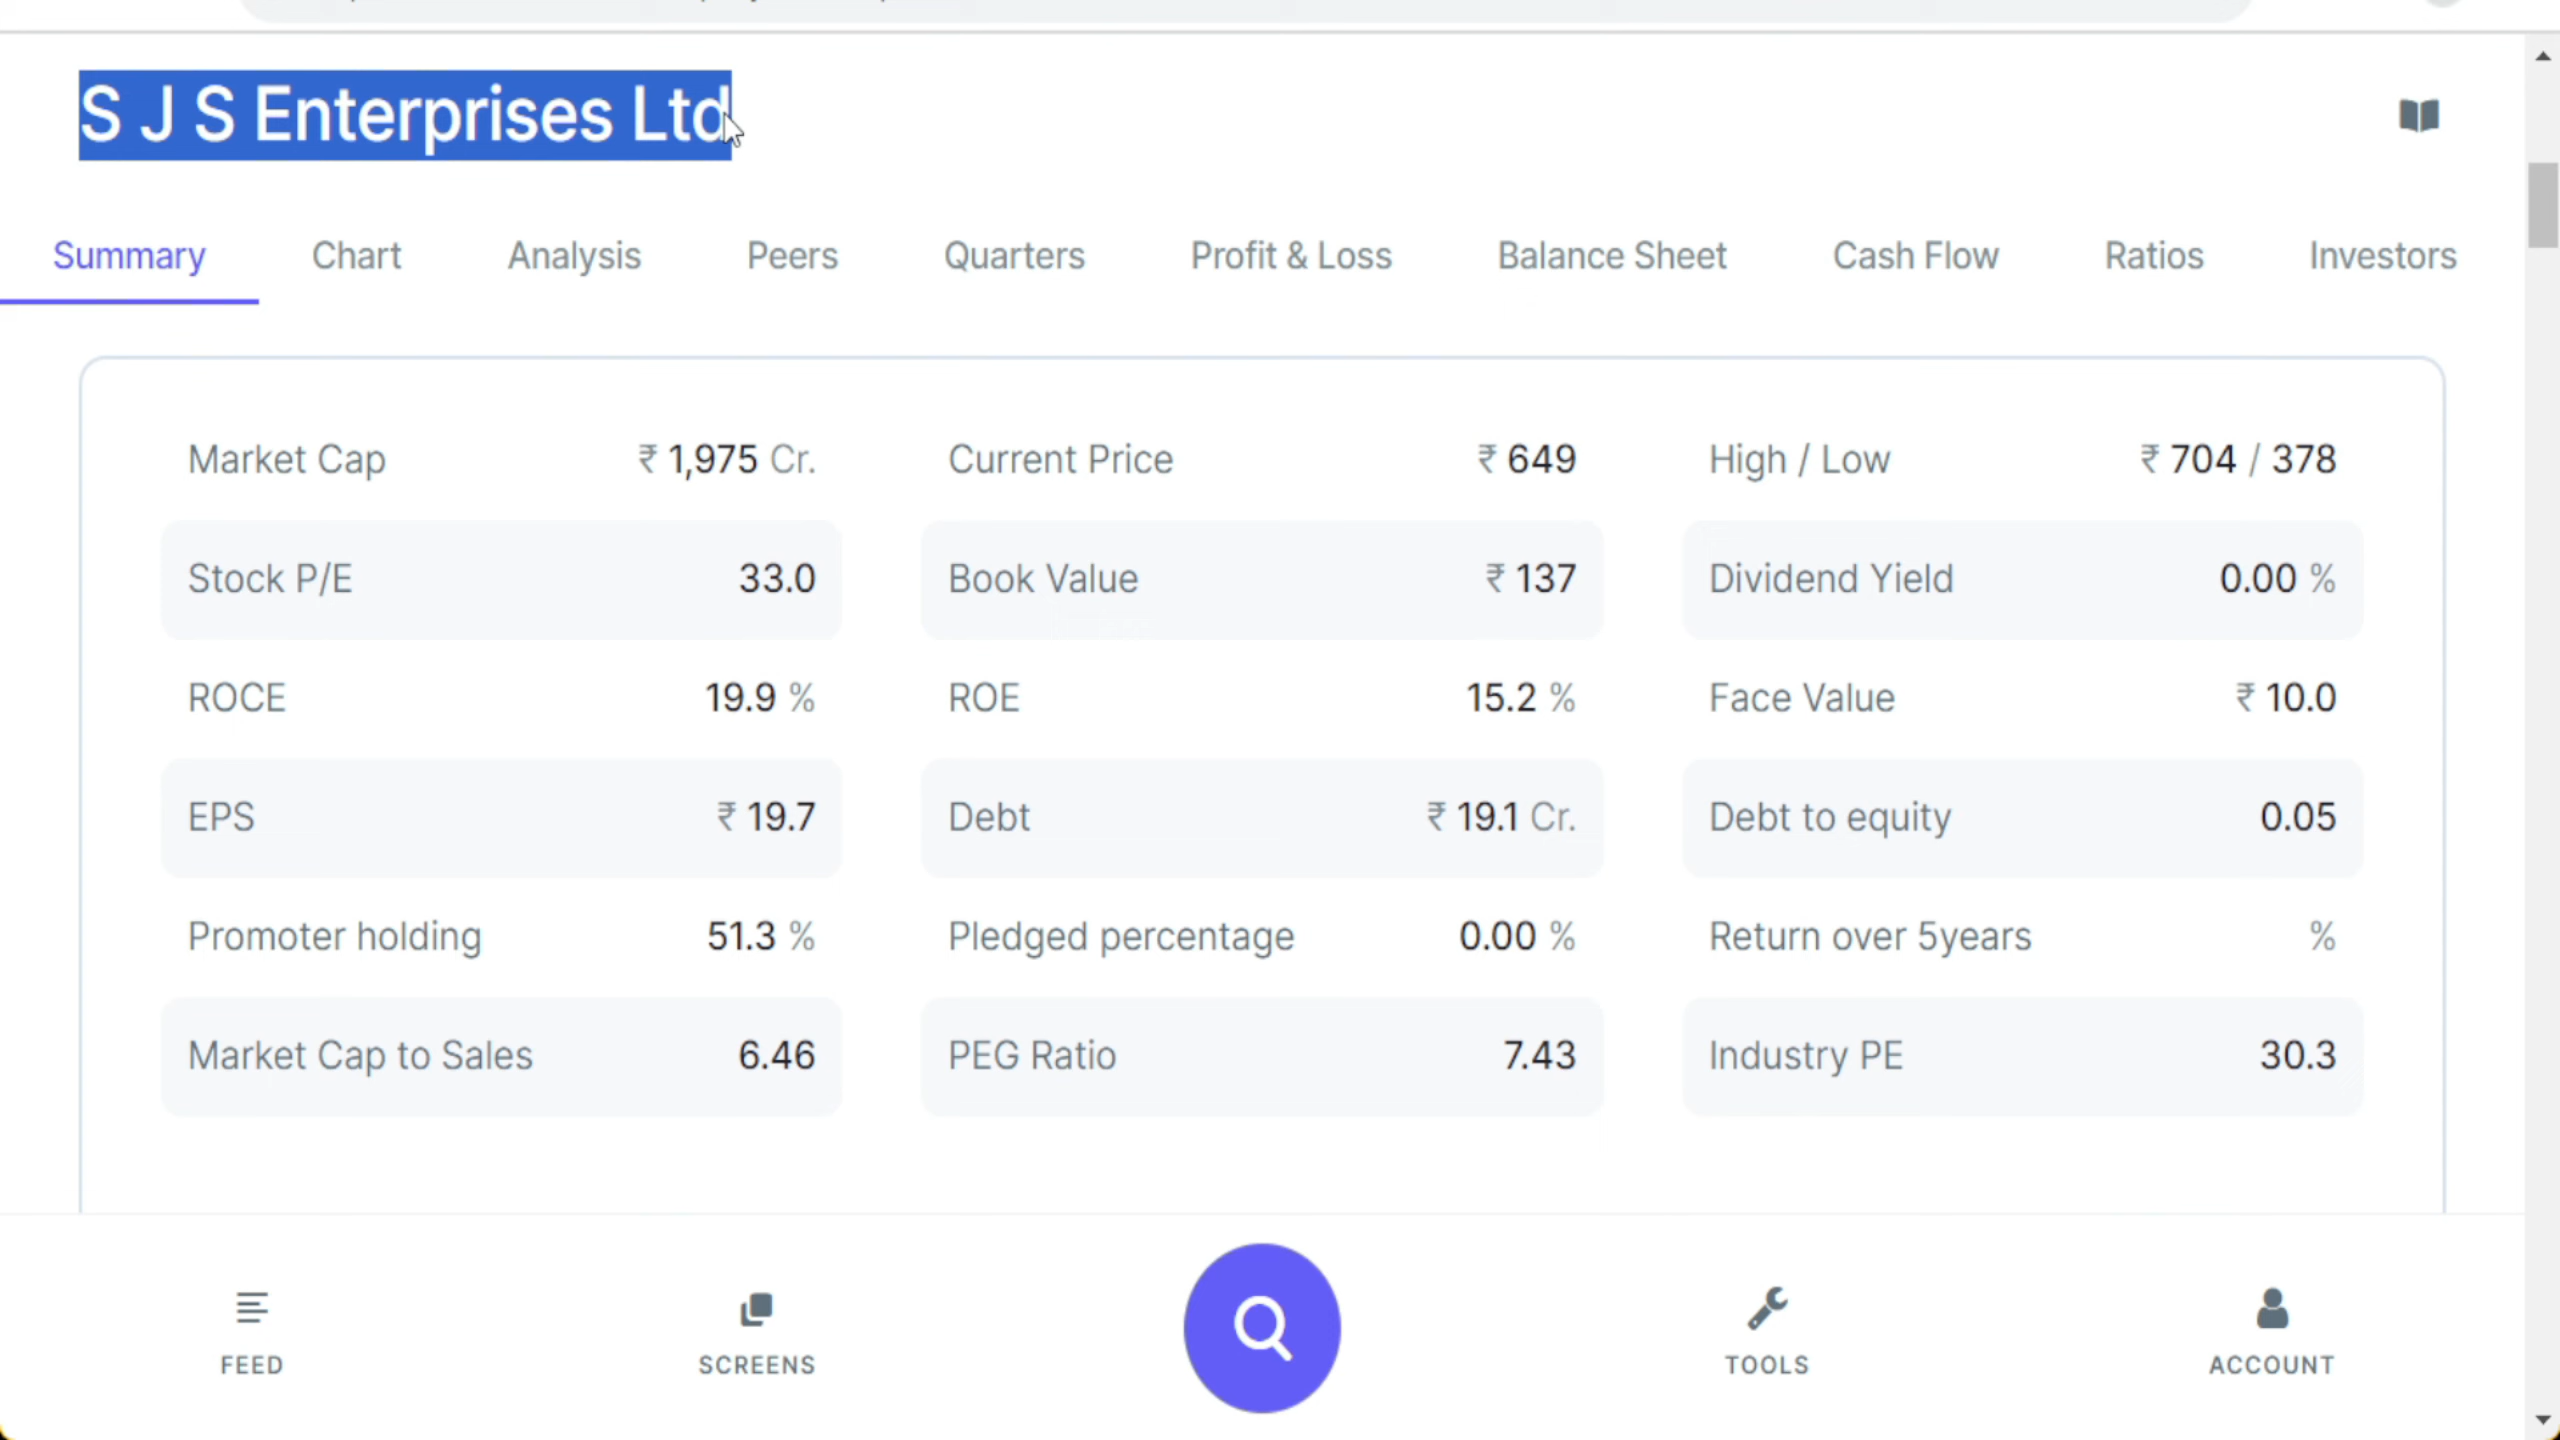 S J S Enterprises Ltd
Summary Chart Analysis Peers Quarters Profit & Loss Balance Sheet Cash Flow Ratios Investors
Market Cap ₹ 1,975 Cr. Current Price ₹ 649 High / Low ₹ 704 / 378
Stock P/E 33.0 Book Value ₹ 137 Dividend Yield 0.00 %
ROCE 19.9 % ROE 15.2 % Face Value ₹ 10.0
EPS ₹ 19.7 Debt ₹ 19.1 Cr. Debt to equity 0.05
Promoter holding 51.3 % Pledged percentage 0.00 % Return over 5years %
Market Cap to Sales 6.46 PEG Ratio 7.43 Industry PE 30.3
FEED SCREENS TOOLS ACCOUNT